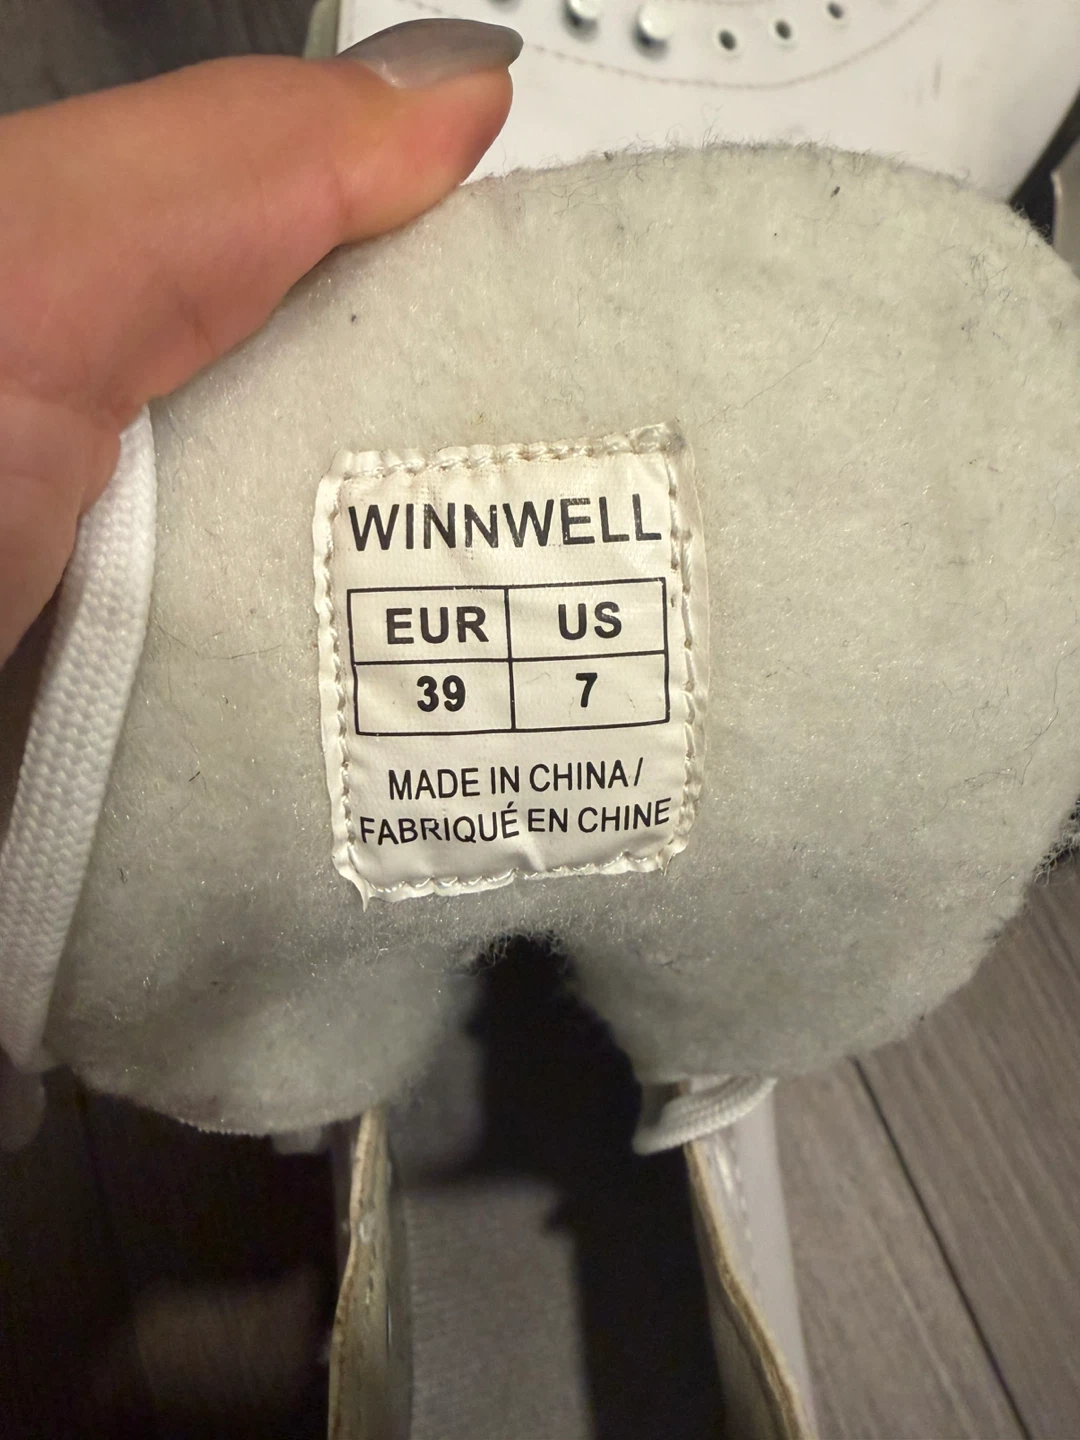 WINNWELL
EUR US
39 7
MADE IN CHINA /
FABRIQUÉ EN CHINE